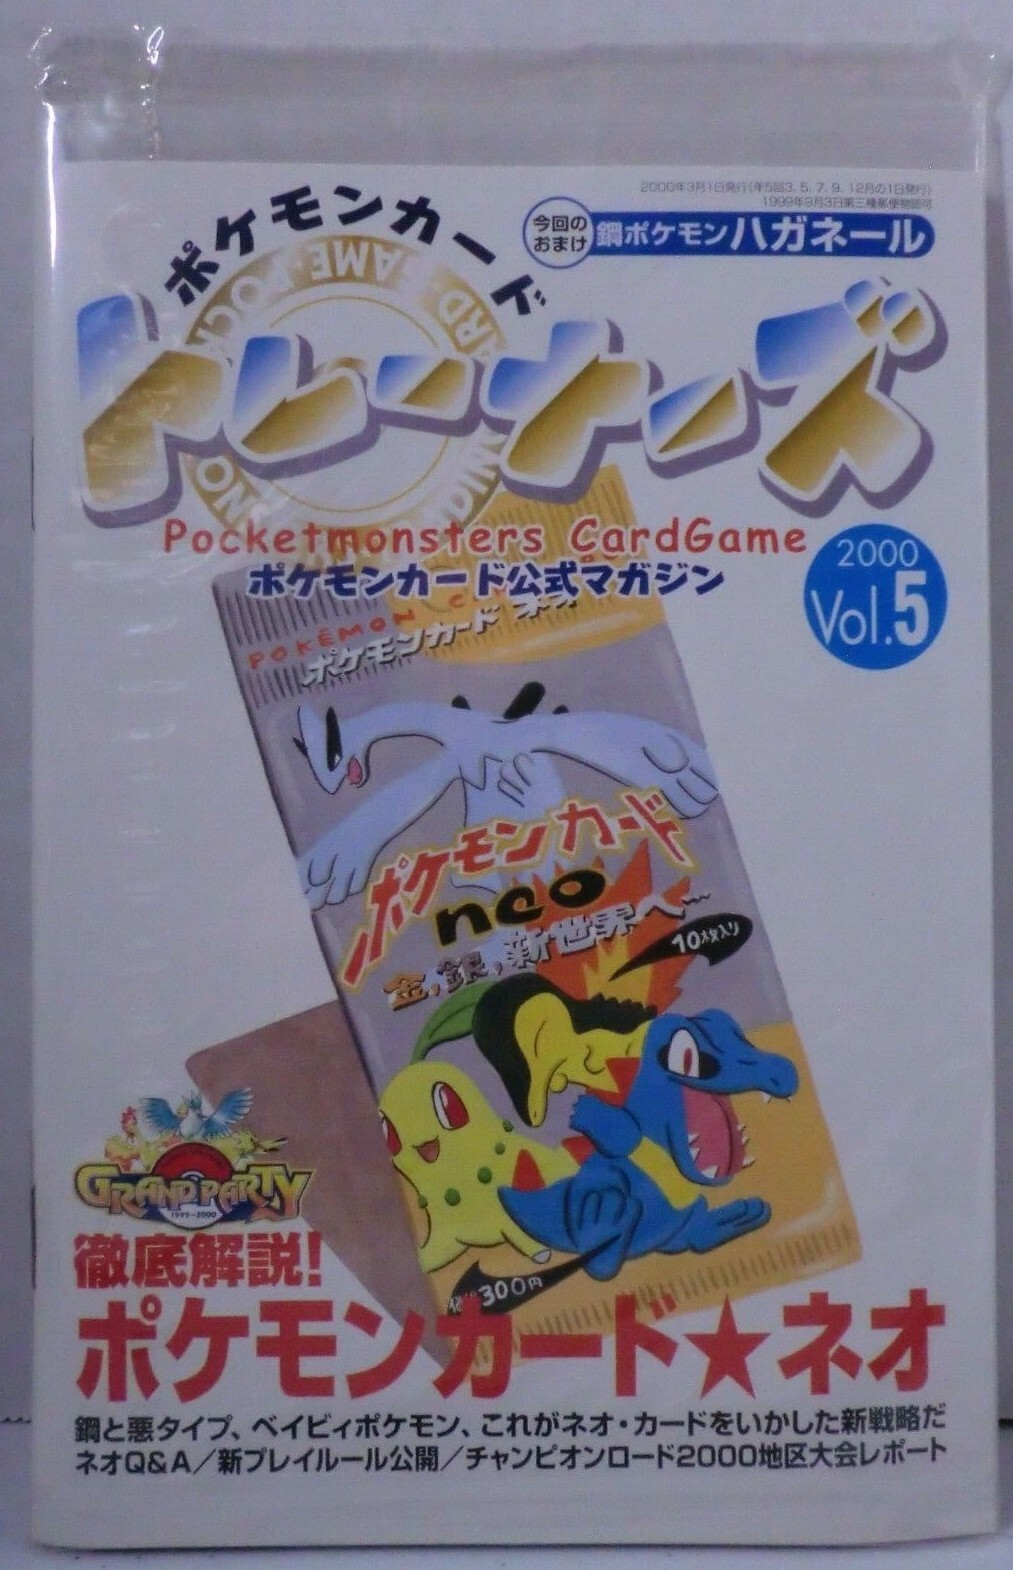 2000年3月1日発行(年5回3.5.7.9.12月の1日発行)
1999年9月3日第三種郵便物認可
今回の
おまけ
鋼ポケモン ハガネール
ポケモンカード
トレーナーズ
Pocketmonsters CardGame
ポケモンカード公式マガジン
2000
Vol.5
POKÉMON
ポケモンカード ネオ
ポケモンカード
neo
金、銀、新世界へ…
10枚入り
300円
GRAND PARTY
1999-2000
徹底解説!
ポケモンカード★ネオ
鋼と悪タイプ、ベイビィポケモン、これがネオ・カードをいかした新戦略だ
ネオQ&A/新プレイルール公開/チャンピオンロード2000地区大会レポート